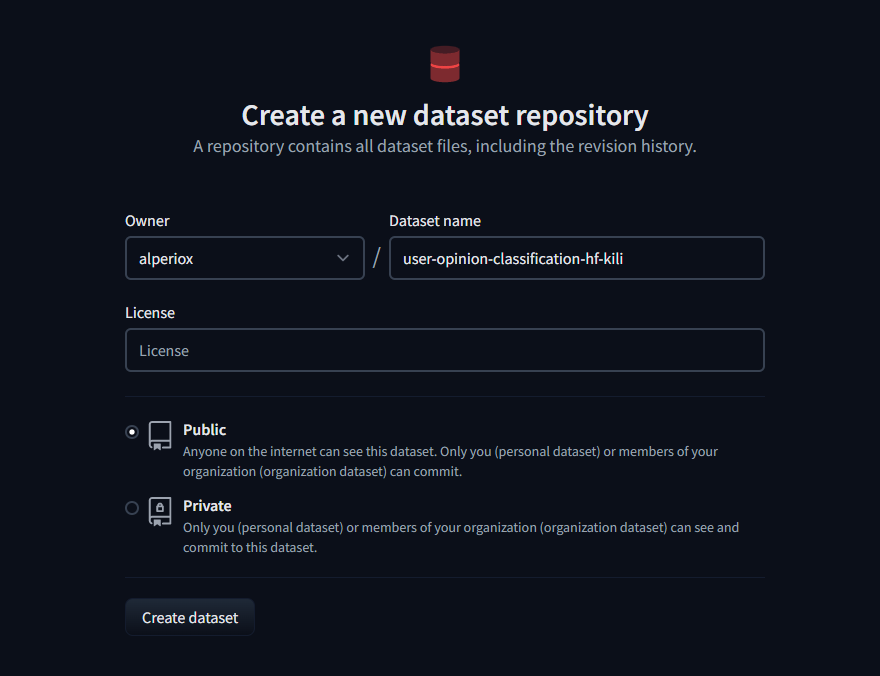 Create a new dataset repository
A repository contains all dataset files, including the revision history.
Owner
Dataset name
alperiox
/
user-opinion-classification-hf-kili
License
License
Public
Anyone on the internet can see this dataset. Only you (personal dataset) or members of your
organization (organization dataset) can commit.
Private
Only you (personal dataset) or members of your organization (organization dataset) can see and
commit to this dataset.
Create dataset